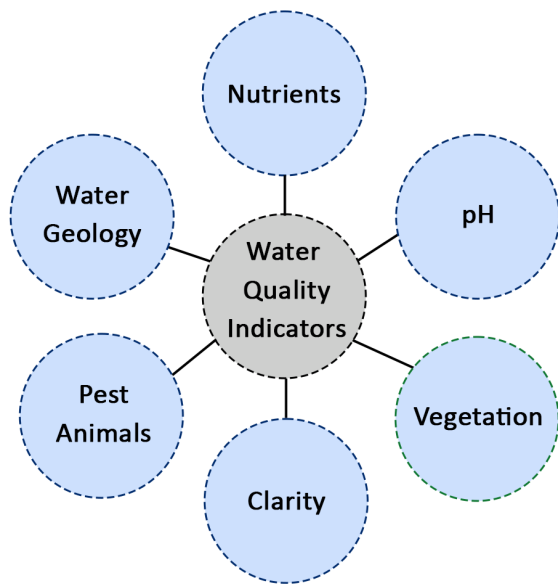 Nutrients
Water
Geology
pH
Water
Quality
Indicators
Pest
Animals
Vegetation
Clarity